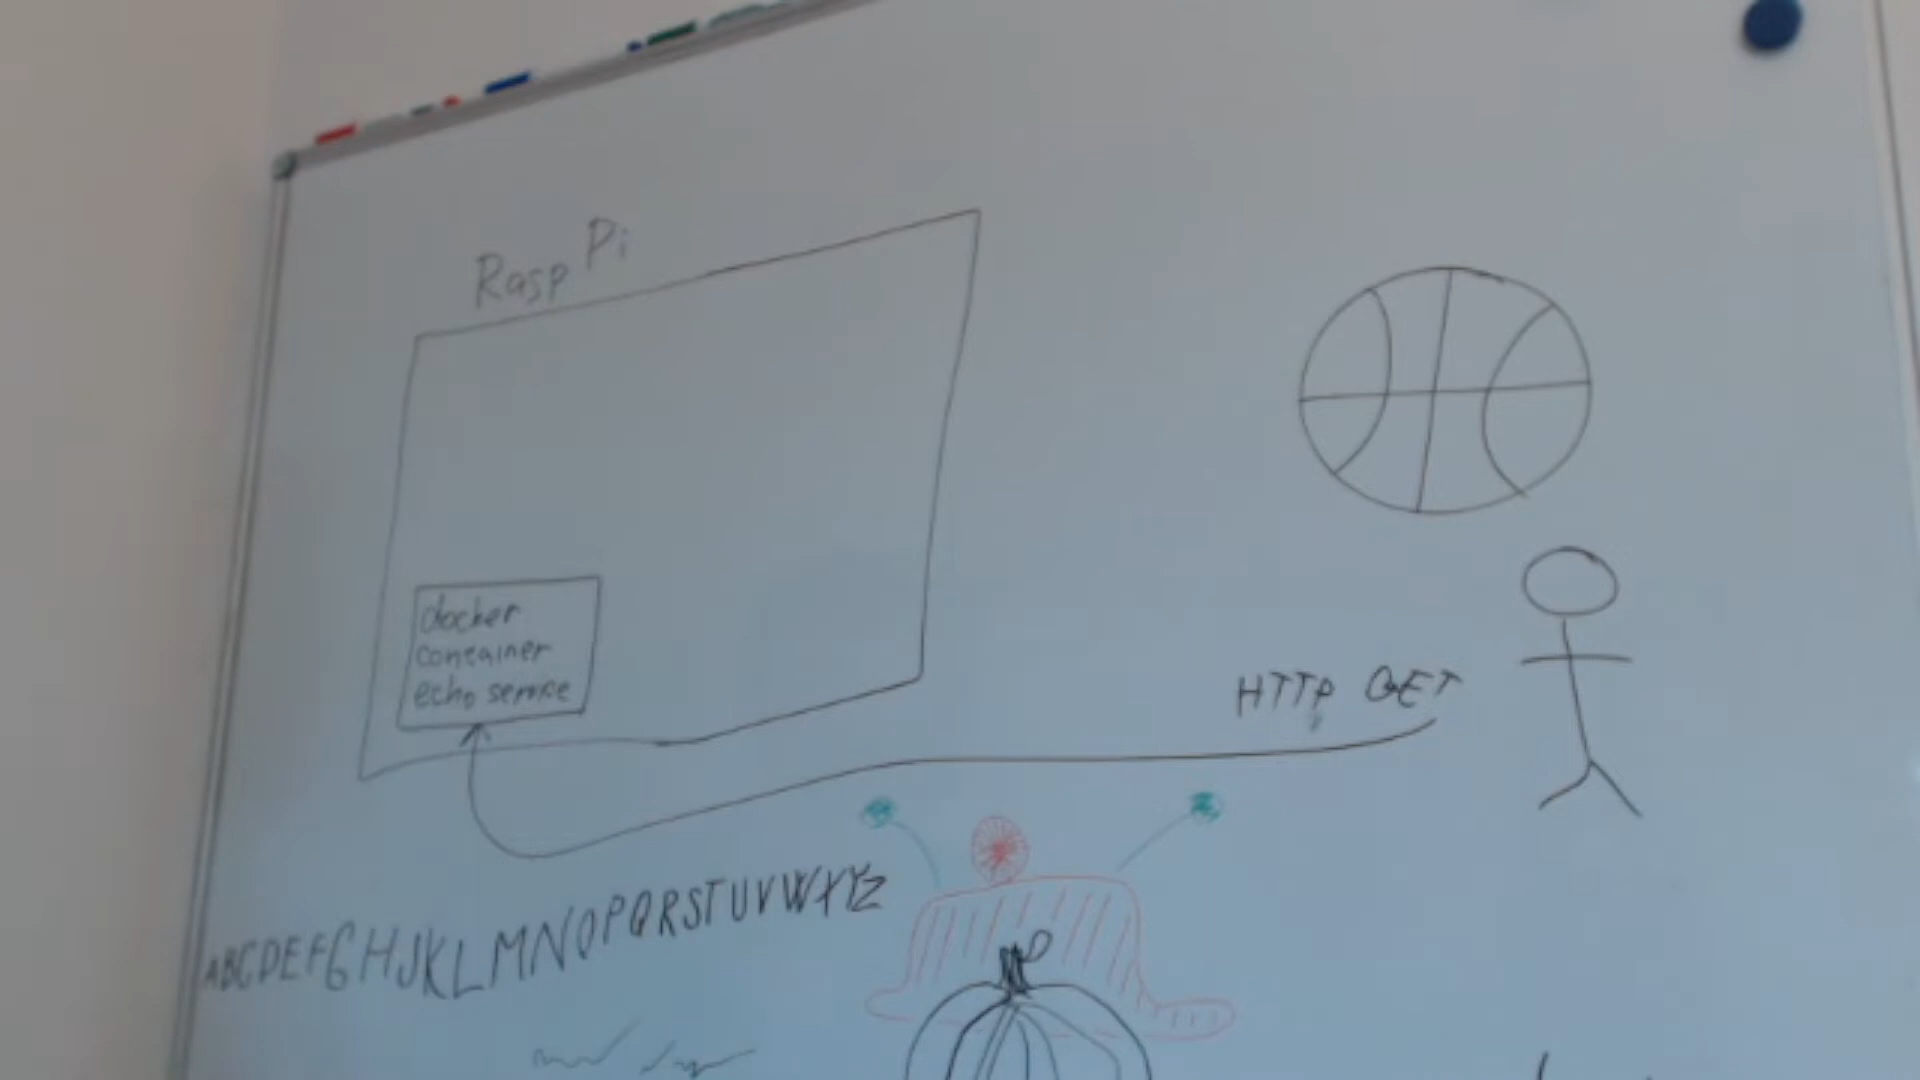 Rasp Pi
docker
container
echo service
HTTP GET
ABCDEFGHJKLMNOPQRSTUVWXYZ